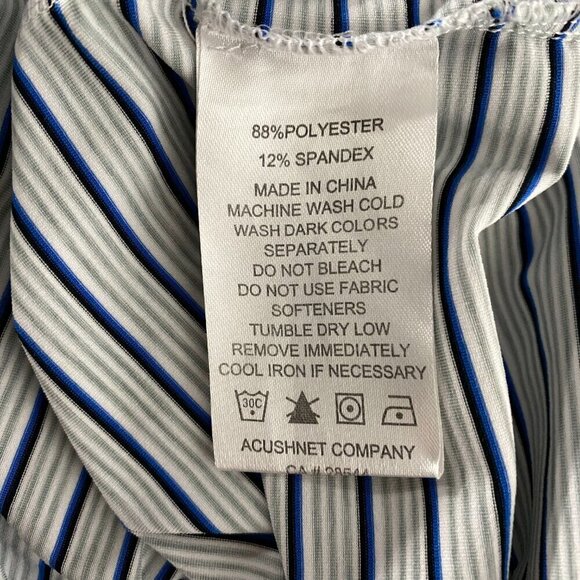 88%POLYESTER
12% SPANDEX
MADE IN CHINA
MACHINE WASH COLD
WASH DARK COLORS
SEPARATELY
DO NOT BLEACH
DO NOT USE FABRIC
SOFTENERS
TUMBLE DRY LOW
REMOVE IMMEDIATELY
COOL IRON IF NECESSARY
30C
ACUSHNET COMPANY
CA #